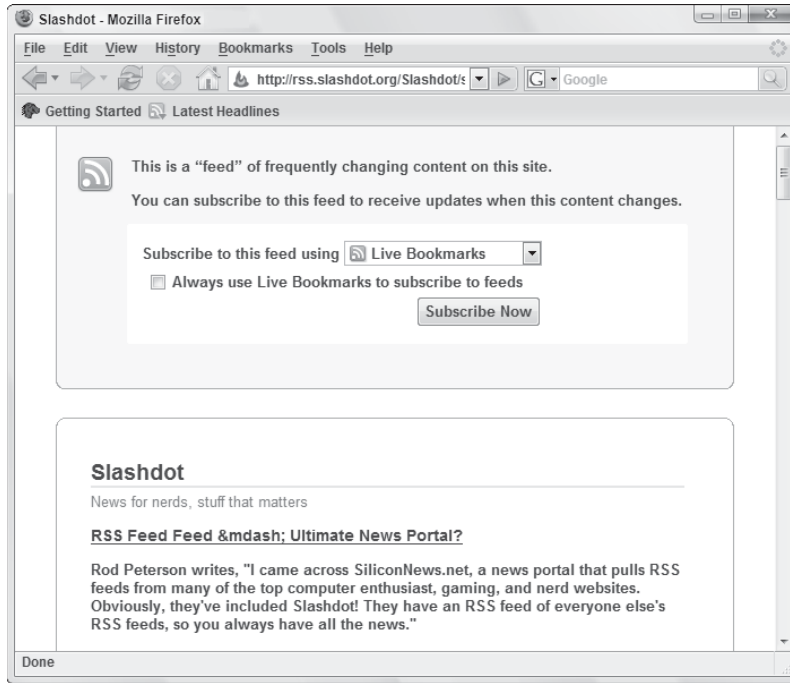 Slashdot - Mozilla Firefox
File Edit View History Bookmarks Tools Help
http://rss.slashdot.org/Slashdot/s G Google
Getting Started Latest Headlines
This is a “feed” of frequently changing content on this site.
You can subscribe to this feed to receive updates when this content changes.
Subscribe to this feed using Live Bookmarks
Always use Live Bookmarks to subscribe to feeds
Subscribe Now
Slashdot
News for nerds, stuff that matters
RSS Feed Feed &mdash; Ultimate News Portal?
Rod Peterson writes, "I came across SiliconNews.net, a news portal that pulls RSS
feeds from many of the top computer enthusiast, gaming, and nerd websites.
Obviously, they've included Slashdot! They have an RSS feed of everyone else's
RSS feeds, so you always have all the news."
Done